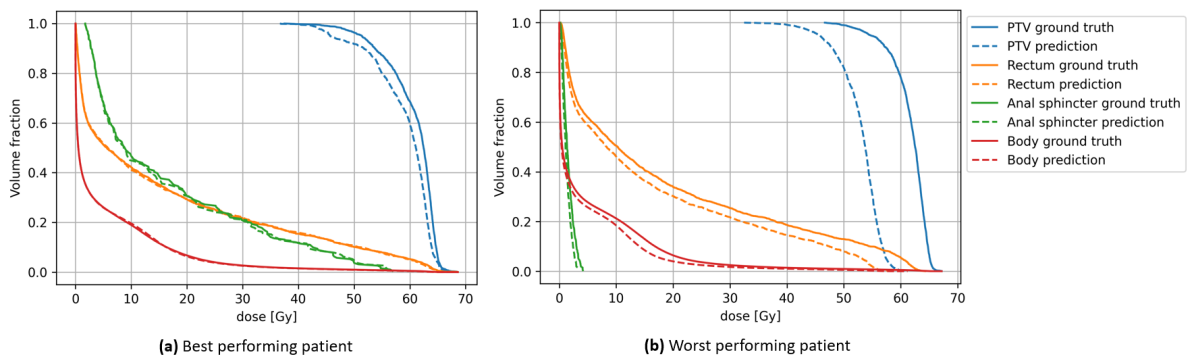 1.0
0.8
0.6
0.4
0.2
0.0
Volume fraction
0 10 20 30 40 50 60 70
dose [Gy]
(a) Best performing patient
1.0
0.8
0.6
0.4
0.2
0.0
Volume fraction
0 10 20 30 40 50 60 70
dose [Gy]
(b) Worst performing patient
PTV ground truth
PTV prediction
Rectum ground truth
Rectum prediction
Anal sphincter ground truth
Anal sphincter prediction
Body ground truth
Body prediction